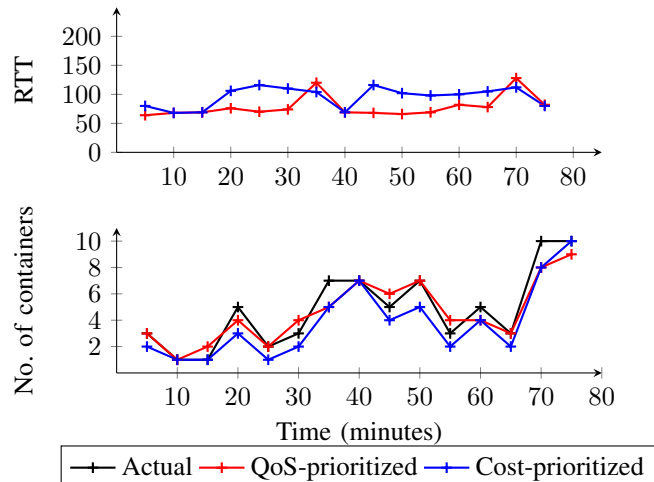 RTT
200
150
100
50
0
10 20 30 40 50 60 70 80
No. of containers
10
8
6
4
2
10 20 30 40 50 60 70 80
Time (minutes)
Actual QoS-prioritized Cost-prioritized